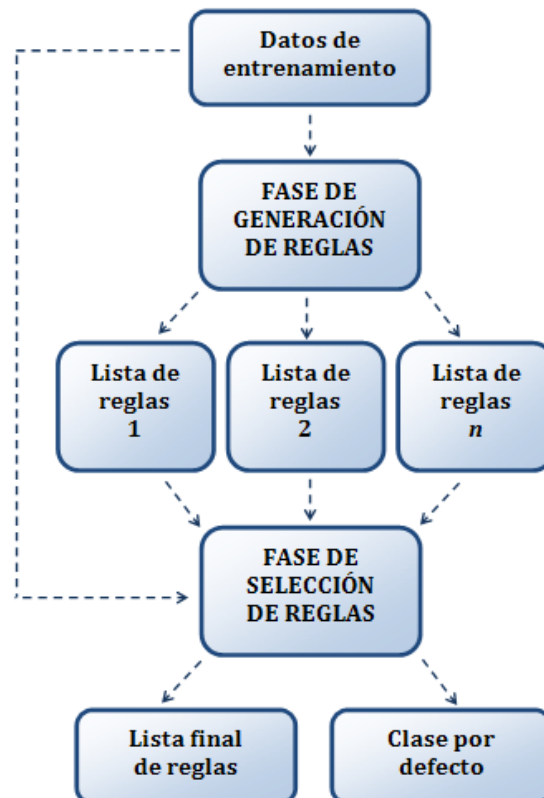 Datos de
entrenamiento
FASE DE
GENERACIÓN
DE REGLAS
Lista de
reglas
1
Lista de
reglas
2
Lista de
reglas
n
FASE DE
SELECCIÓN
DE REGLAS
Lista final
de reglas
Clase por
defecto